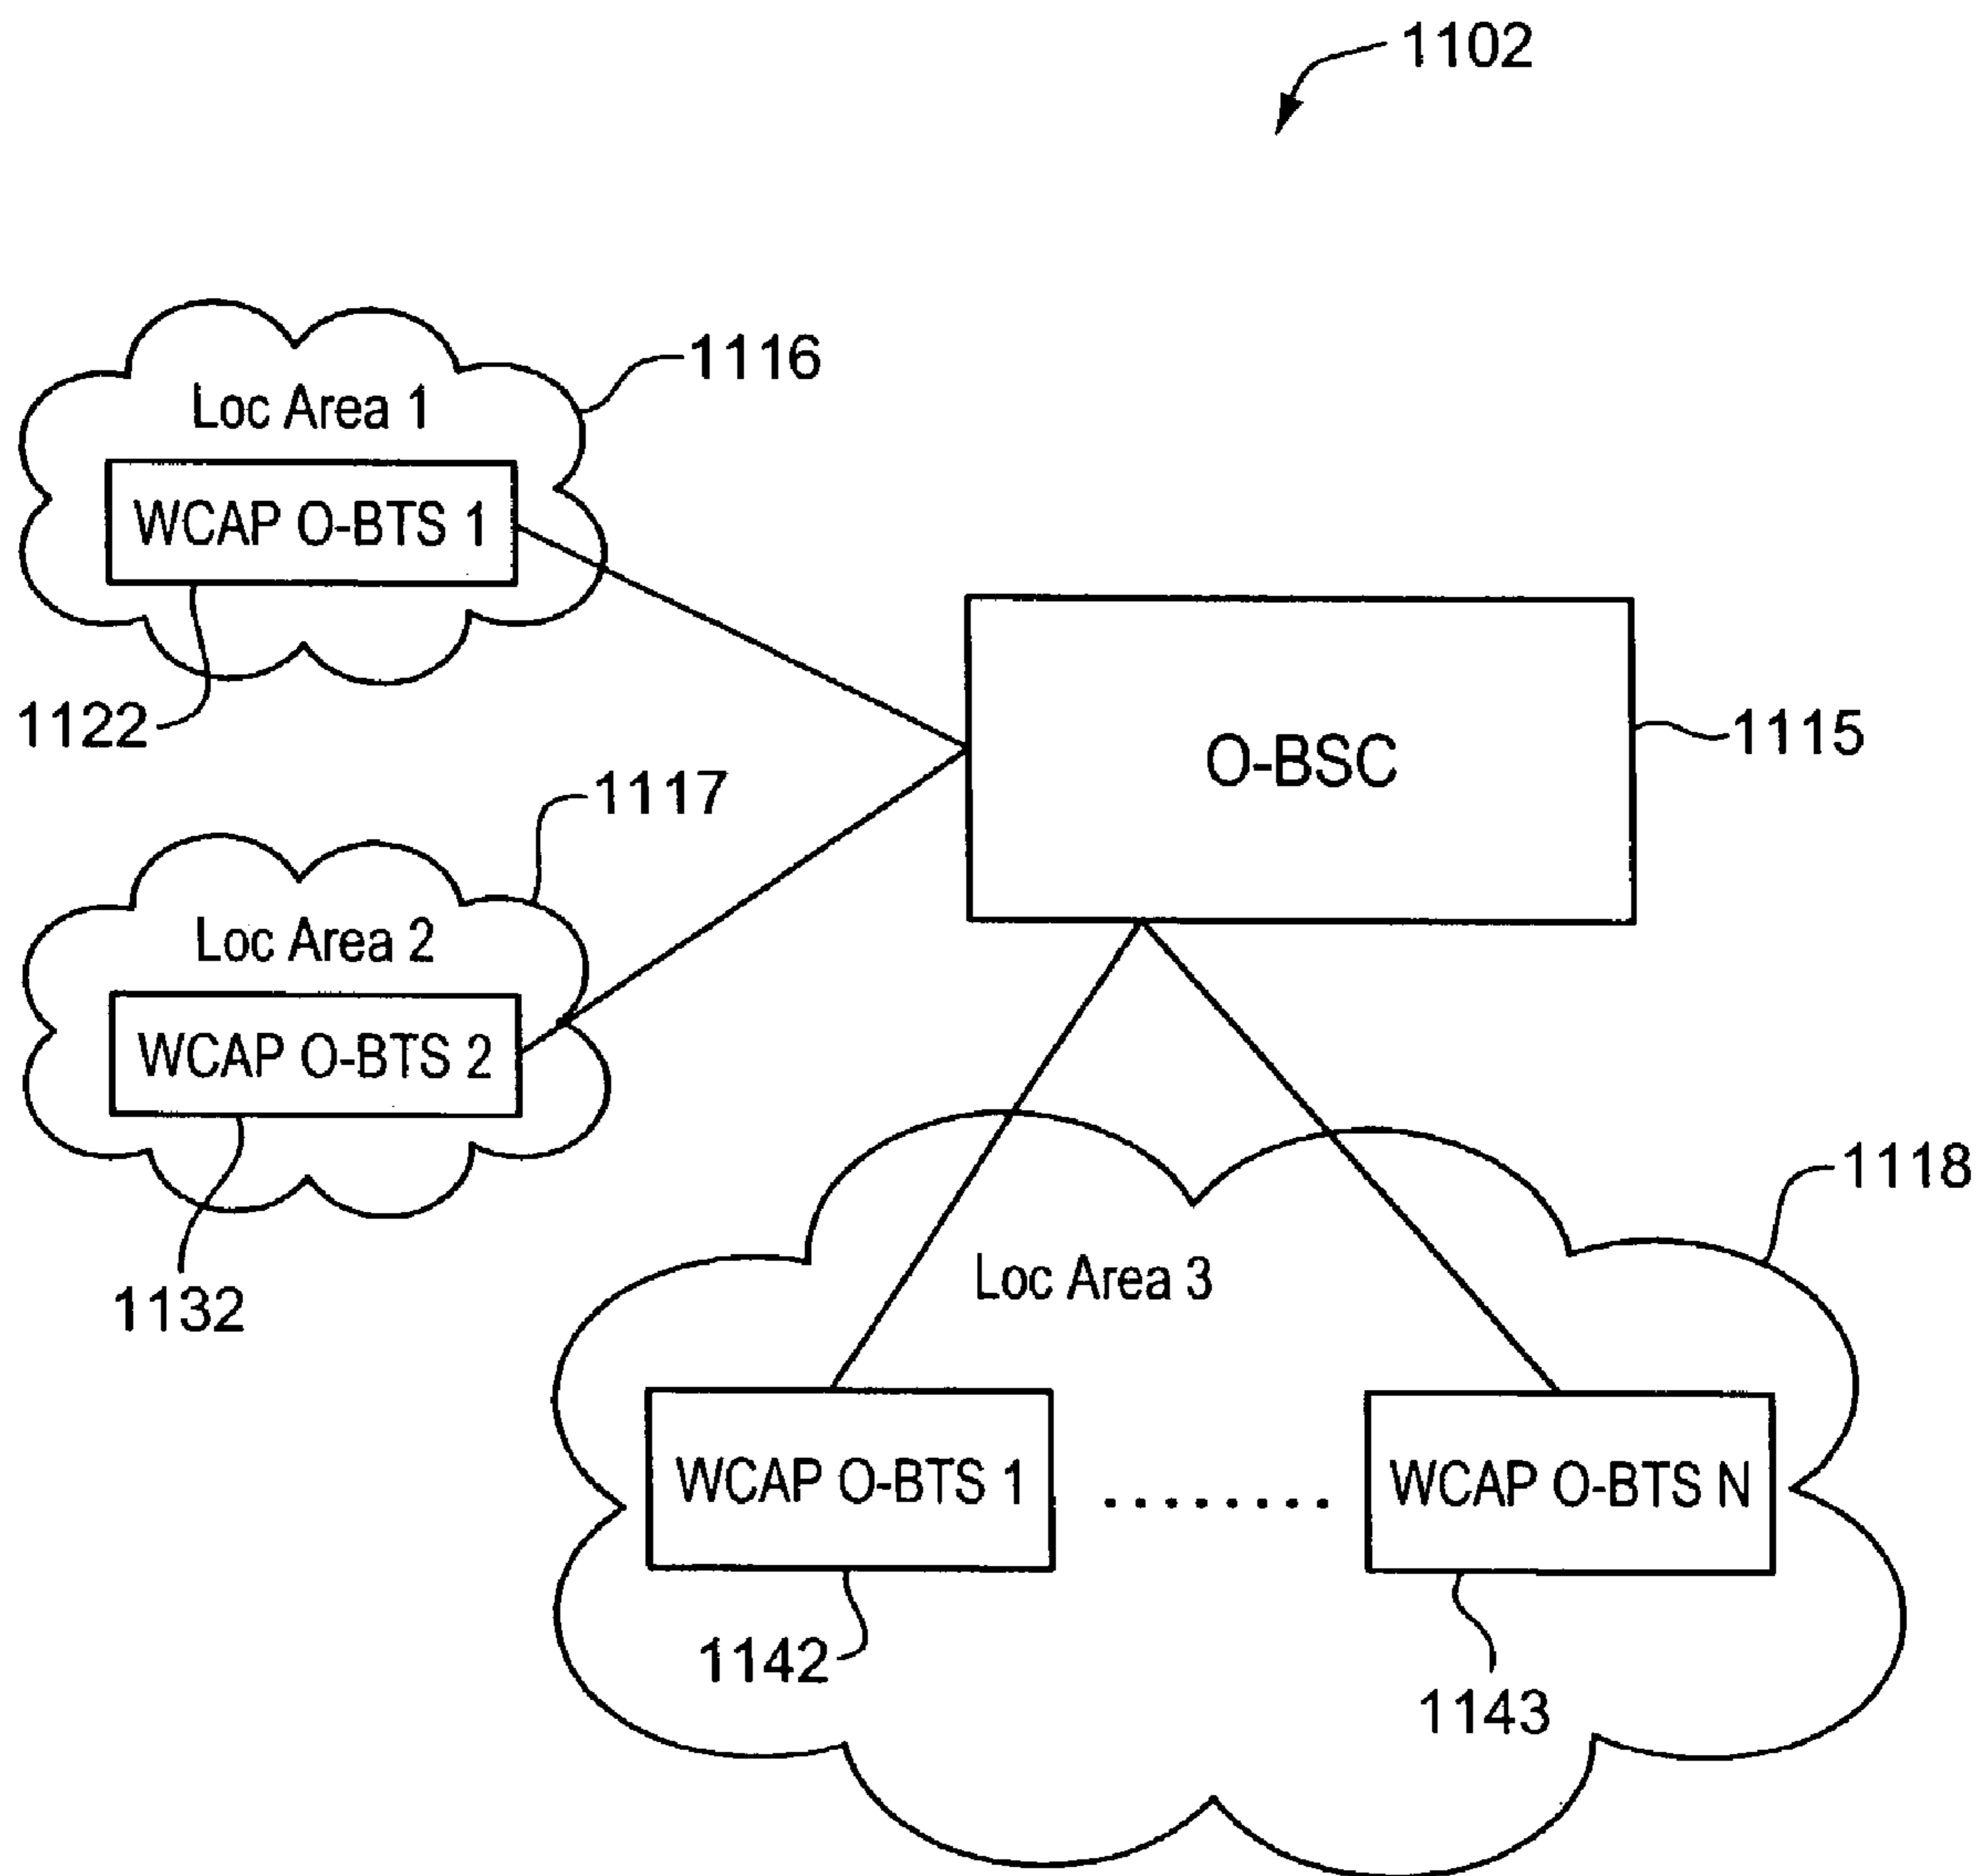 1102
1116
Loc Area 1
WCAP O-BTS 1
1122
O-BSC
1115
1117
Loc Area 2
WCAP O-BTS 2
1132
1118
Loc Area 3
WCAP O-BTS 1
........
WCAP O-BTS N
1142
1143